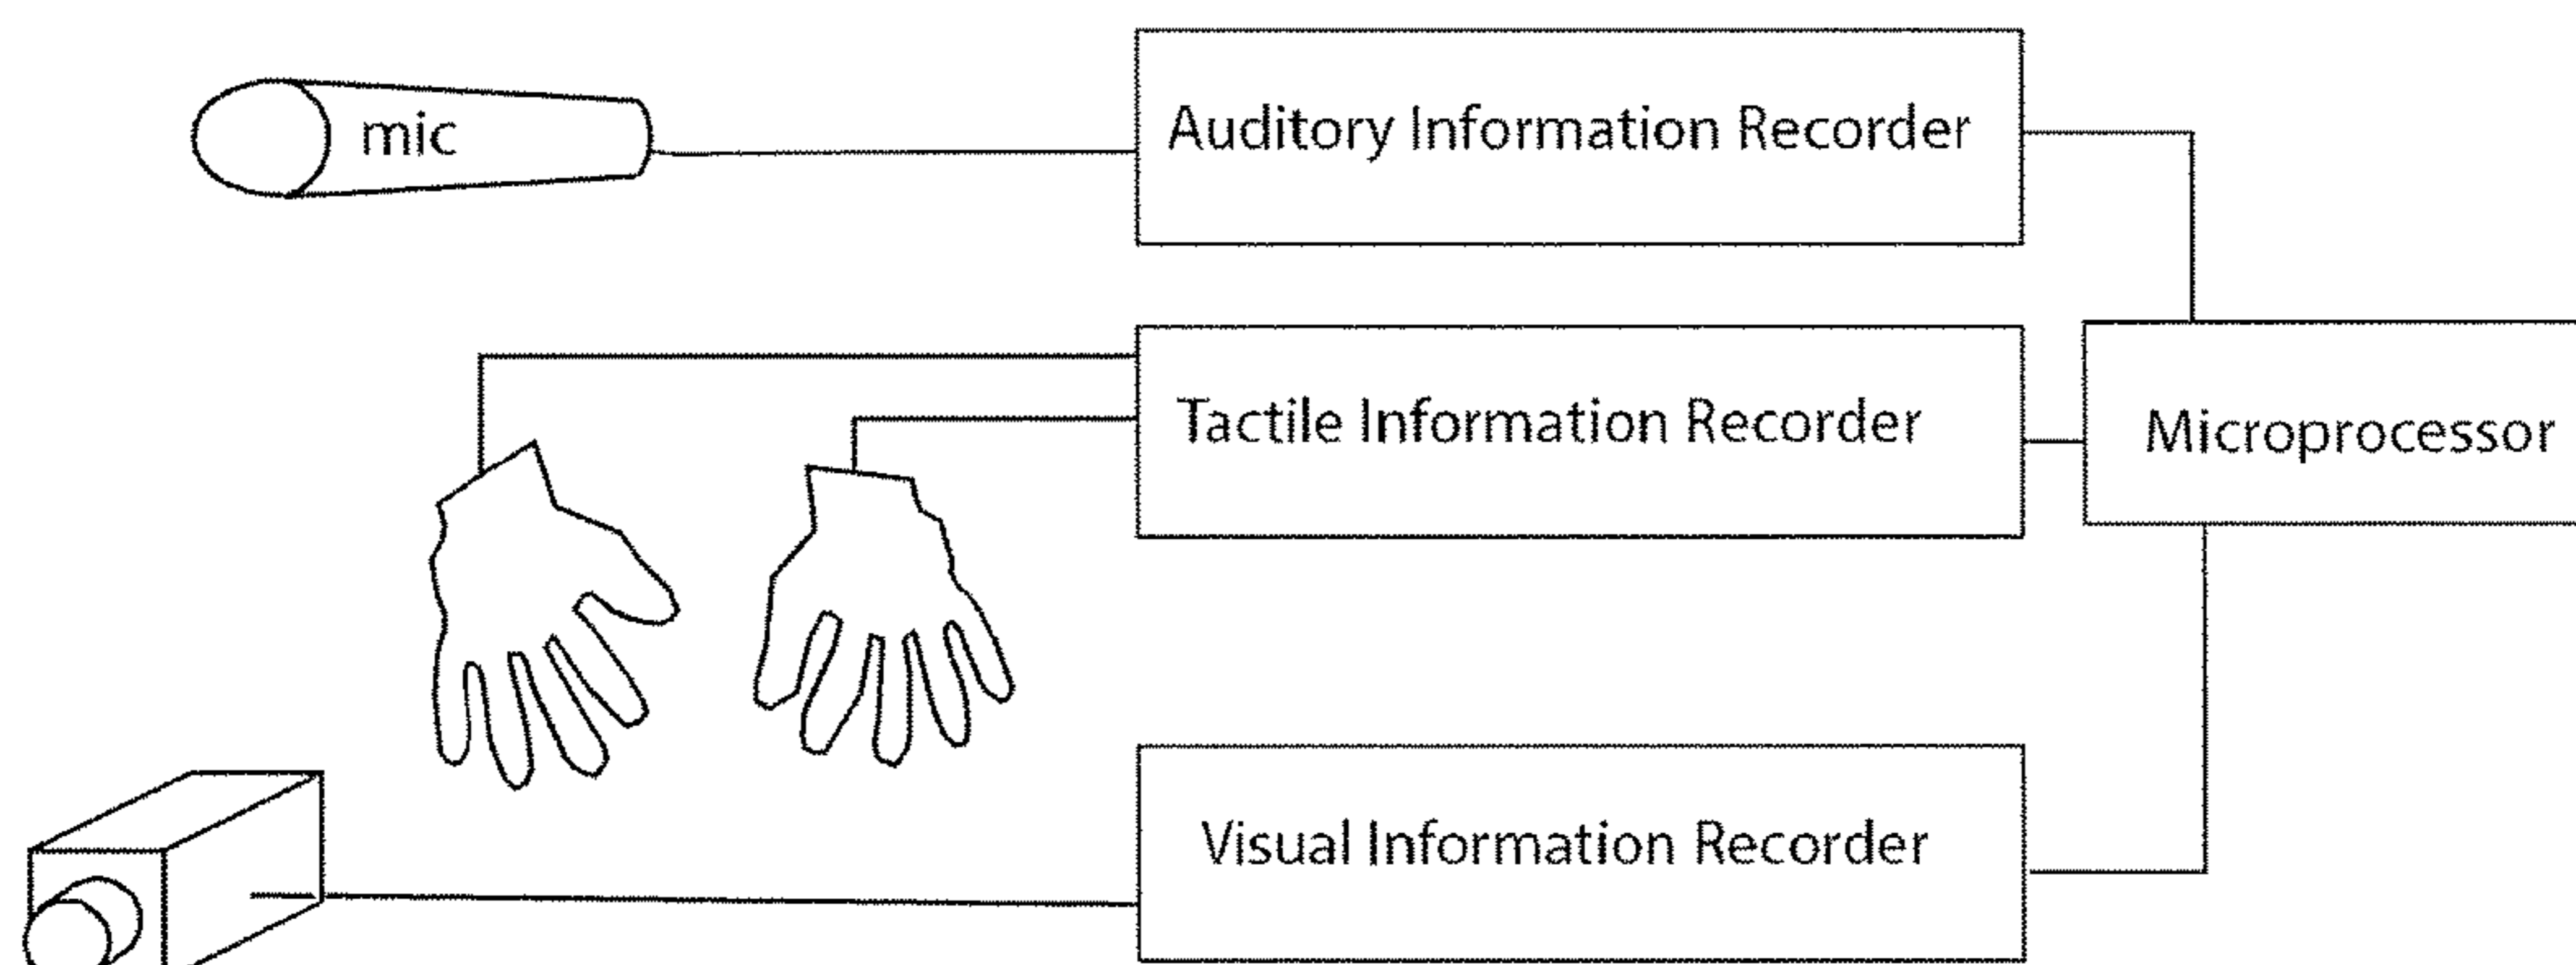 mic
Auditory Information Recorder
Tactile Information Recorder
Microprocessor
Visual Information Recorder